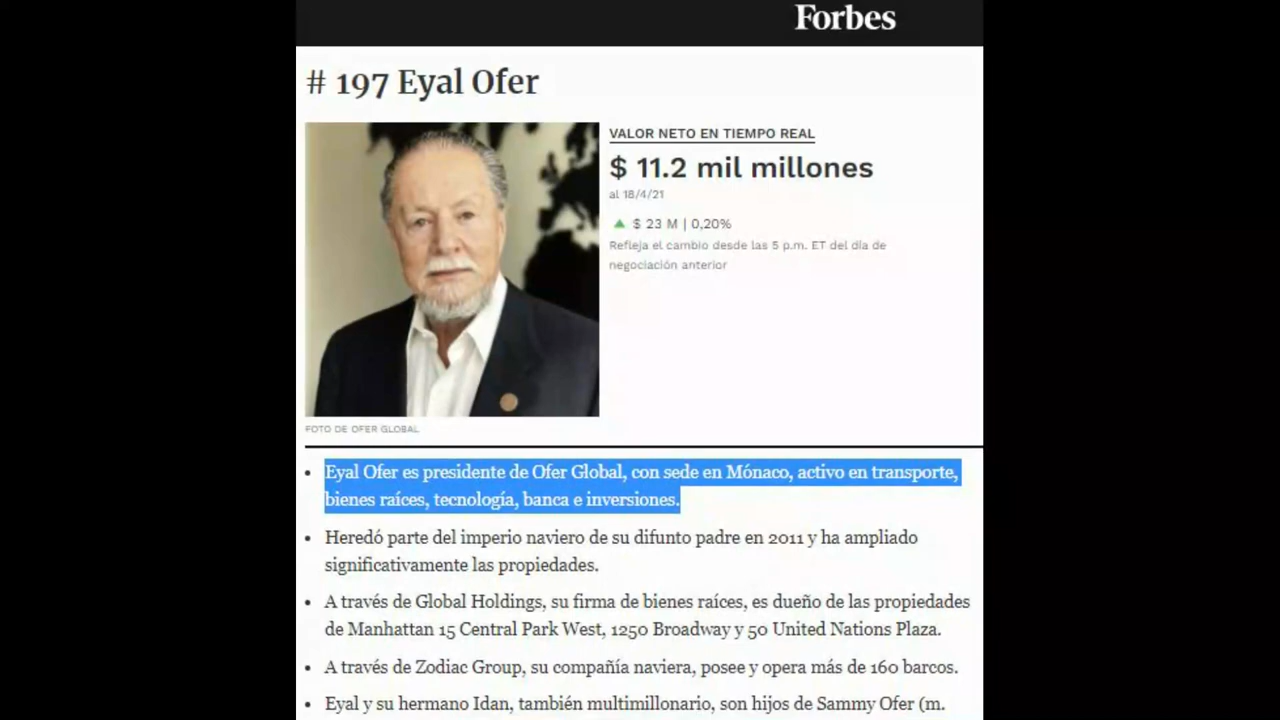 Forbes
# 197 Eyal Ofer
VALOR NETO EN TIEMPO REAL
$ 11.2 mil millones
al 18/4/21
$ 23 M | 0,20%
Refleja el cambio desde las 5 p.m. ET del día de
negociación anterior
FOTO DE OFER GLOBAL
• Eyal Ofer es presidente de Ofer Global, con sede en Mónaco, activo en transporte,
bienes raíces, tecnología, banca e inversiones.
• Heredó parte del imperio naviero de su difunto padre en 2011 y ha ampliado
significativamente las propiedades.
• A través de Global Holdings, su firma de bienes raíces, es dueño de las propiedades
de Manhattan 15 Central Park West, 1250 Broadway y 50 United Nations Plaza.
• A través de Zodiac Group, su compañía naviera, posee y opera más de 160 barcos.
• Eyal y su hermano Idan, también multimillonario, son hijos de Sammy Ofer (m.